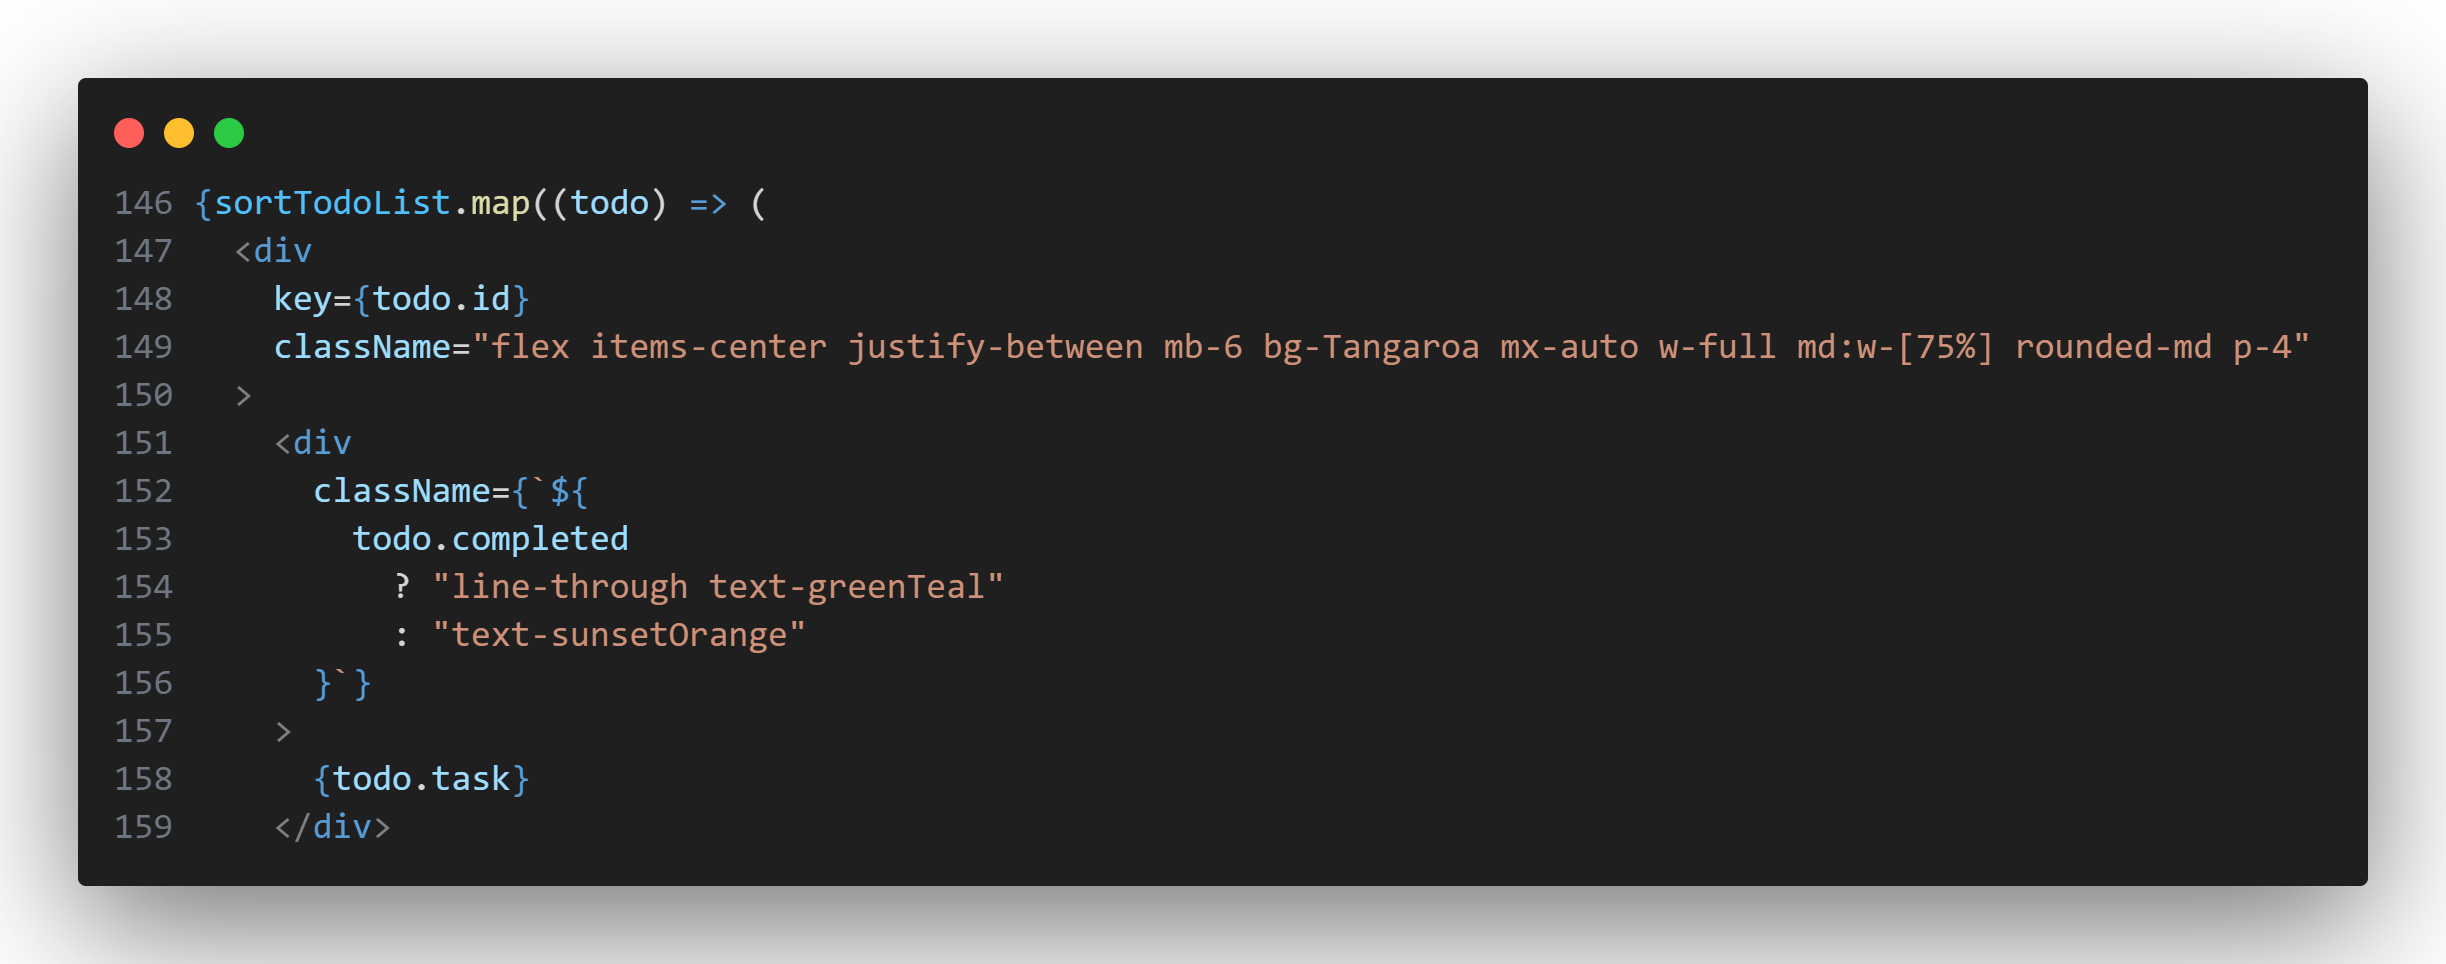 146 {sortTodoList.map((todo) => (
147   <div
148     key={todo.id}
149     className="flex items-center justify-between mb-6 bg-Tangaroa mx-auto w-full md:w-[75%] rounded-md p-4"
150   >
151     <div
152       className={`${
153         todo.completed
154           ? "line-through text-greenTeal"
155           : "text-sunsetOrange"
156       }`}
157     >
158       {todo.task}
159     </div>